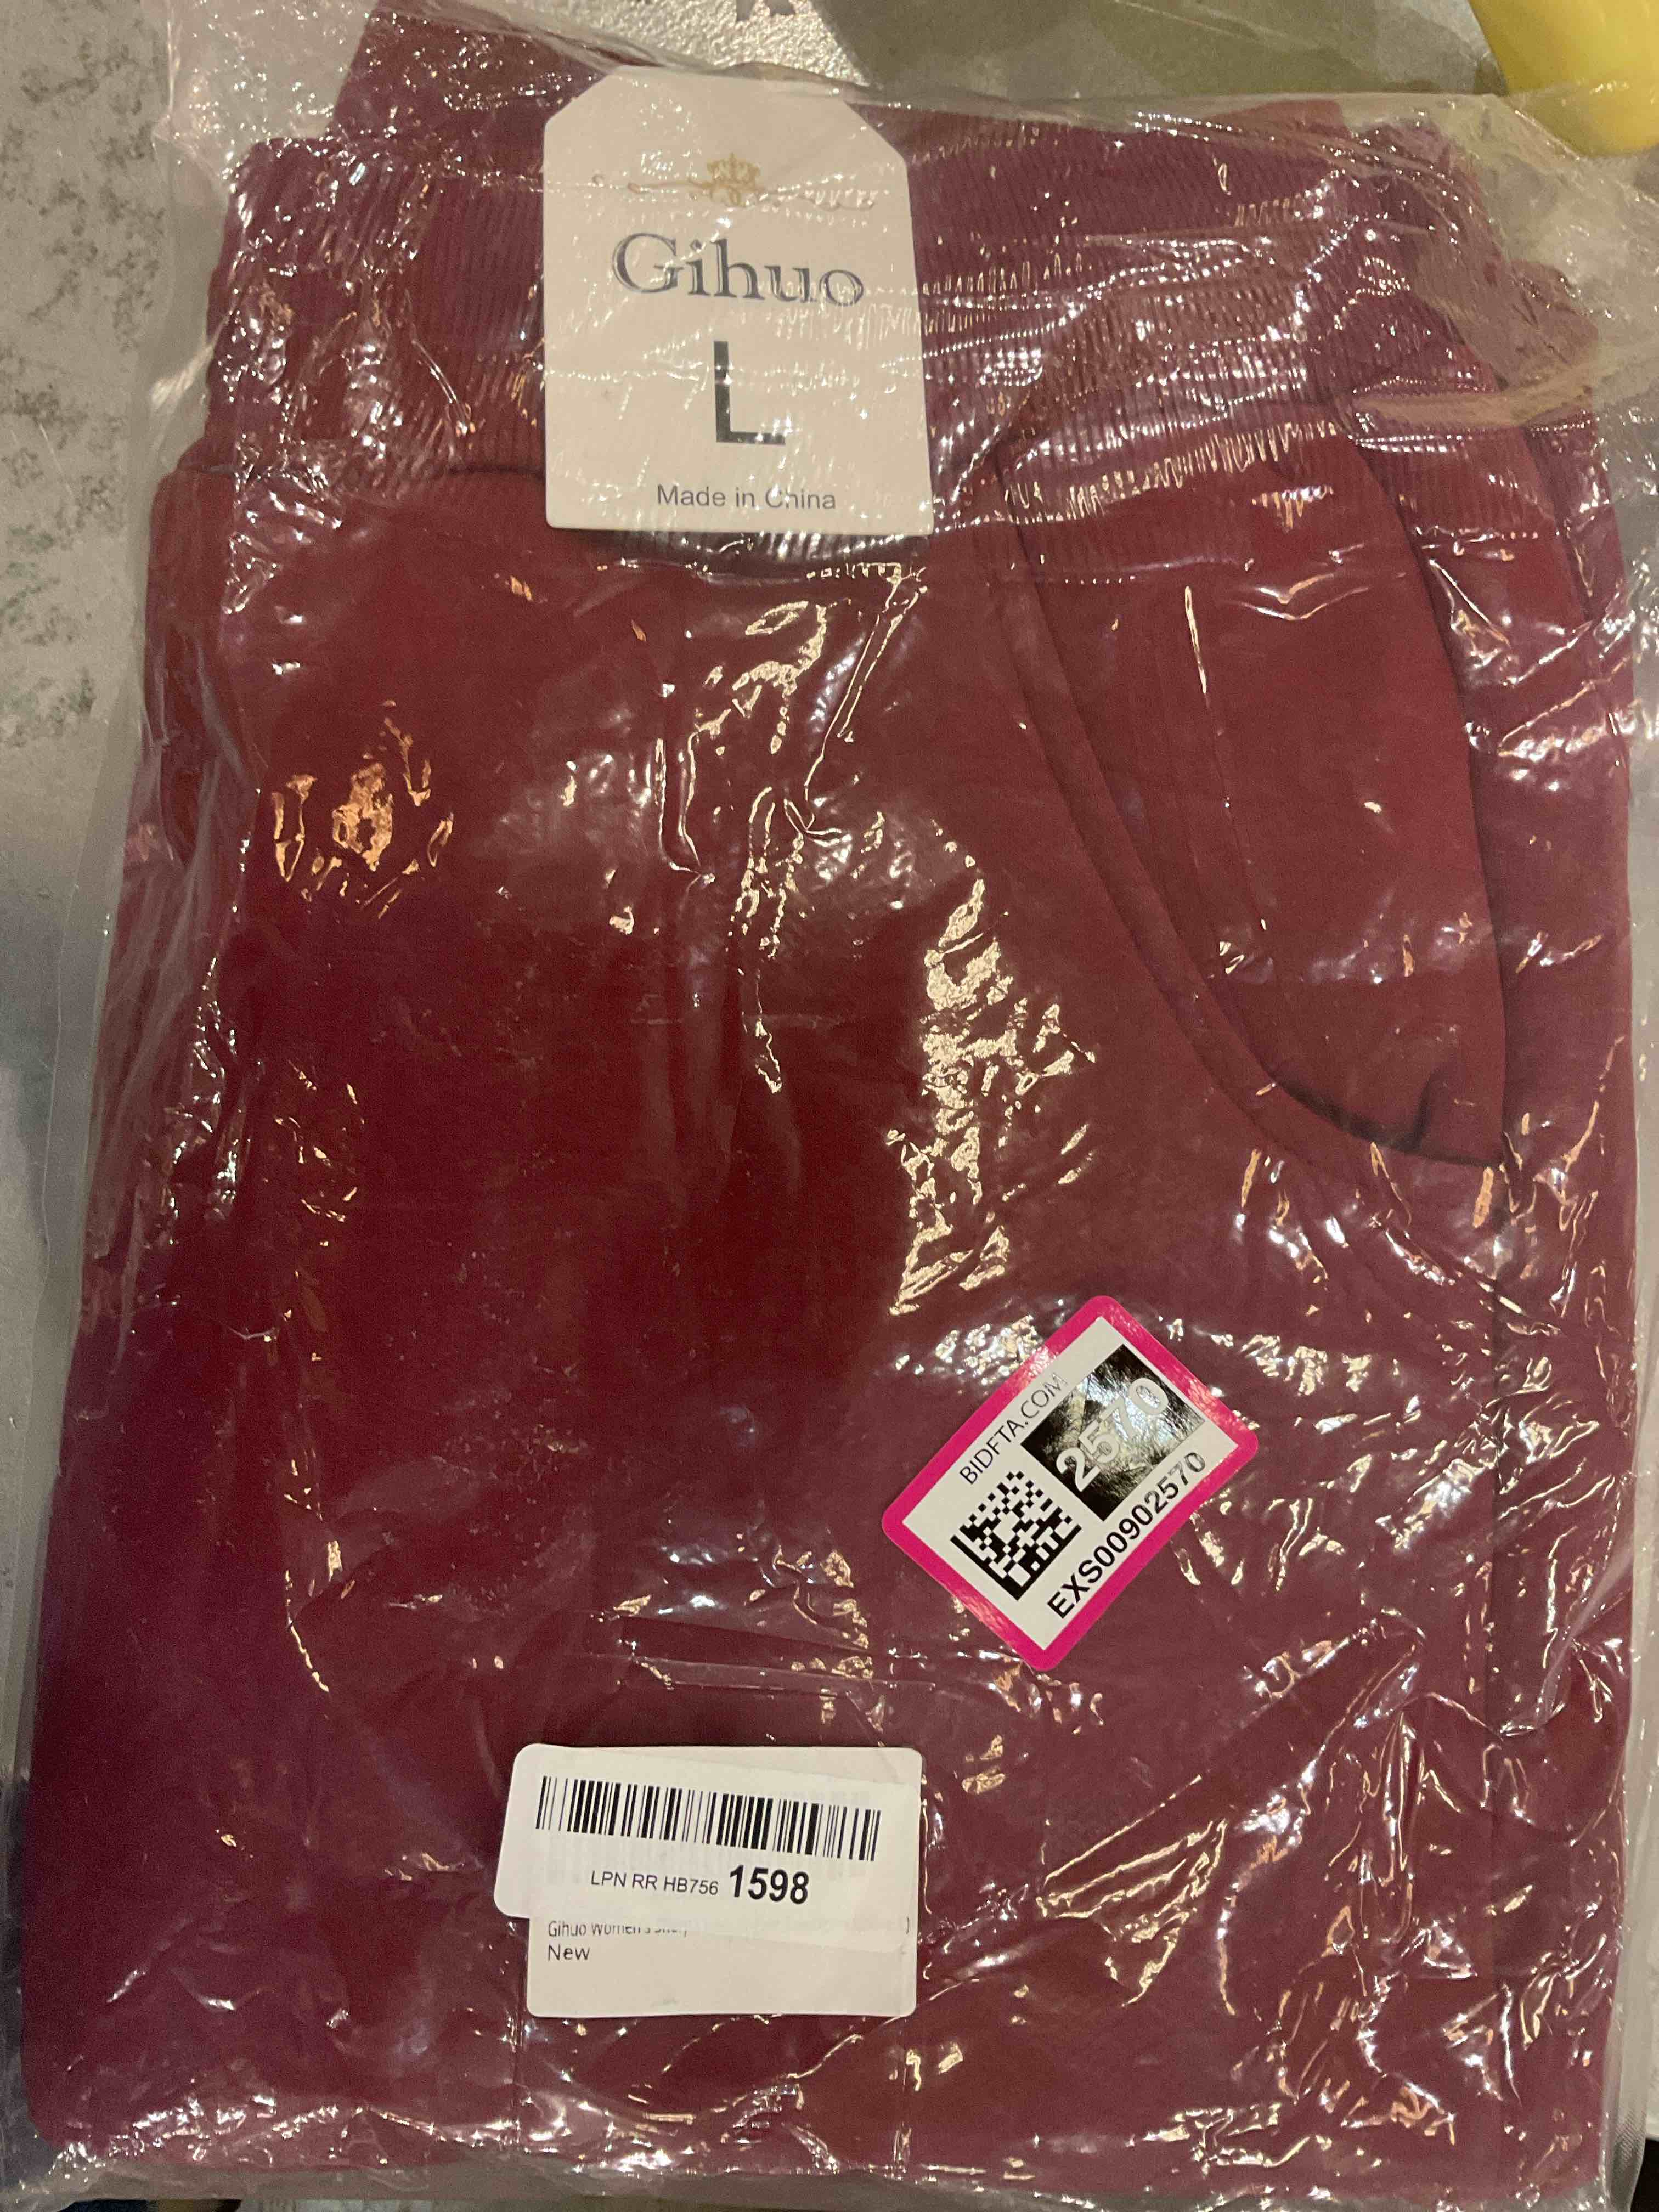 Gihuo
L
Made in China
BIDFTA.COM
2570
EXS00902570
LPN RR HB756 1598
Gihuo Women's
New